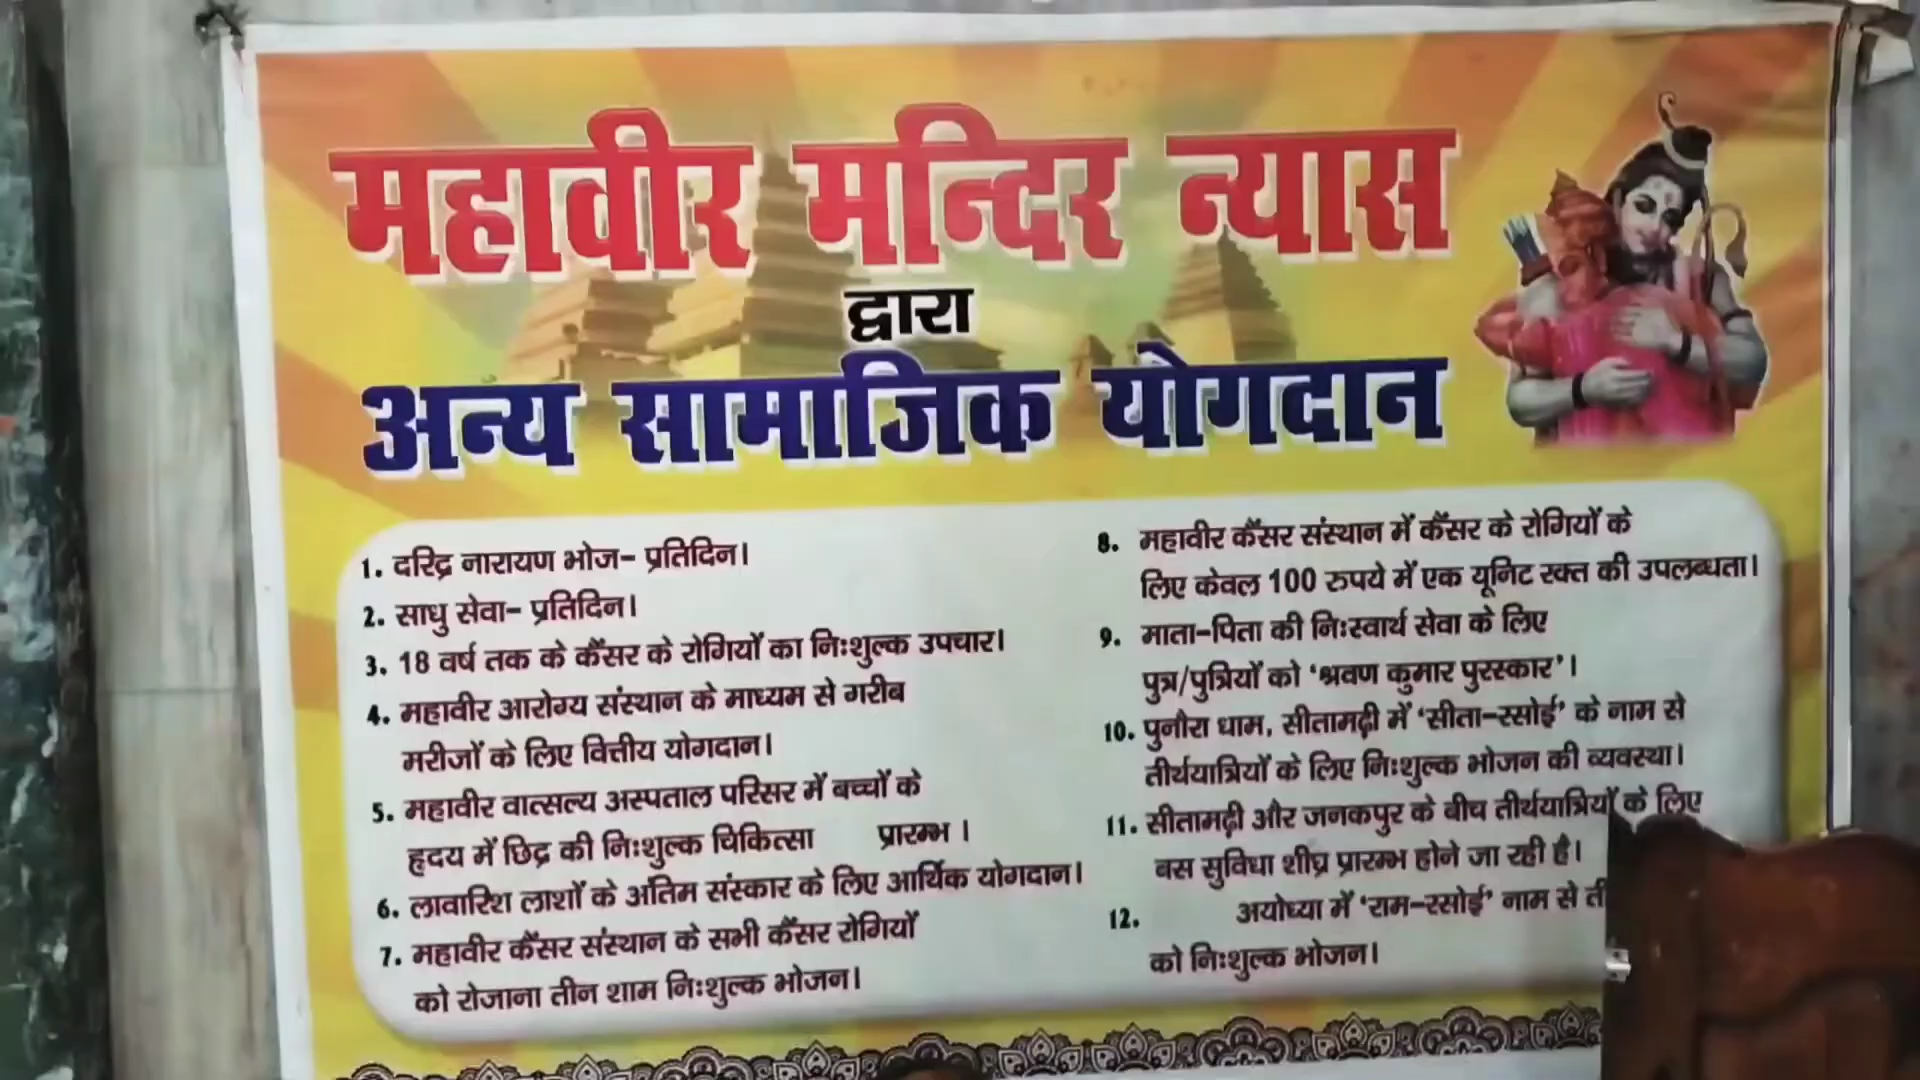 महावीर मन्दिर न्यास
द्वारा
अन्य सामाजिक योगदान
1. दरिद्र नारायण भोज- प्रतिदिन।
2. साधु सेवा- प्रतिदिन।
3. 18 वर्ष तक के कैंसर के रोगियों का निःशुल्क उपचार।
4. महावीर आरोग्य संस्थान के माध्यम से गरीब
मरीजों के लिए वित्तीय योगदान।
5. महावीर वात्सल्य अस्पताल परिसर में बच्चों के
हृदय में छिद्र की निःशुल्क चिकित्सा प्रारम्भ ।
6. लावारिश लाशों के अंतिम संस्कार के लिए आर्थिक योगदान।
7. महावीर कैंसर संस्थान के सभी कैंसर रोगियों
को रोजाना तीन शाम निःशुल्क भोजन।
8. महावीर कैंसर संस्थान में कैंसर के रोगियों के
लिए केवल 100 रुपये में एक यूनिट रक्त की उपलब्धता।
9. माता-पिता की निःस्वार्थ सेवा के लिए
पुत्र/पुत्रियों को ‘श्रवण कुमार पुरस्कार’।
10. पुनौरा धाम, सीतामढ़ी में ‘सीता-रसोई’ के नाम से
तीर्थयात्रियों के लिए निःशुल्क भोजन की व्यवस्था।
11. सीतामढ़ी और जनकपुर के बीच तीर्थयात्रियों के लिए
बस सुविधा शीघ्र प्रारम्भ होने जा रही है।
12. अयोध्या में ‘राम-रसोई’ नाम से
को निःशुल्क भोजन।